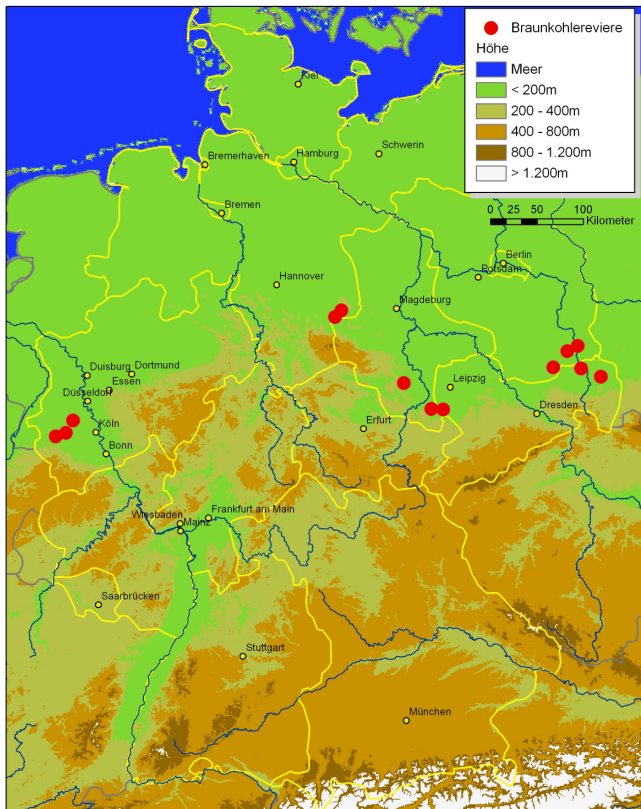 Braunkohlereviere
Höhe
Meer
< 200m
200 - 400m
400 - 800m
800 - 1.200m
> 1.200m
0 25 50 100
Kilometer
Kiel
Schwerin
Hamburg
Bremerhaven
Bremen
Berlin
Potsdam
Hannover
Magdeburg
Duisburg
Dortmund
Essen
Düsseldorf
Leipzig
Dresden
Köln
Erfurt
Bonn
Wiesbaden
Frankfurt am Main
Mainz
Saarbrücken
Stuttgart
München